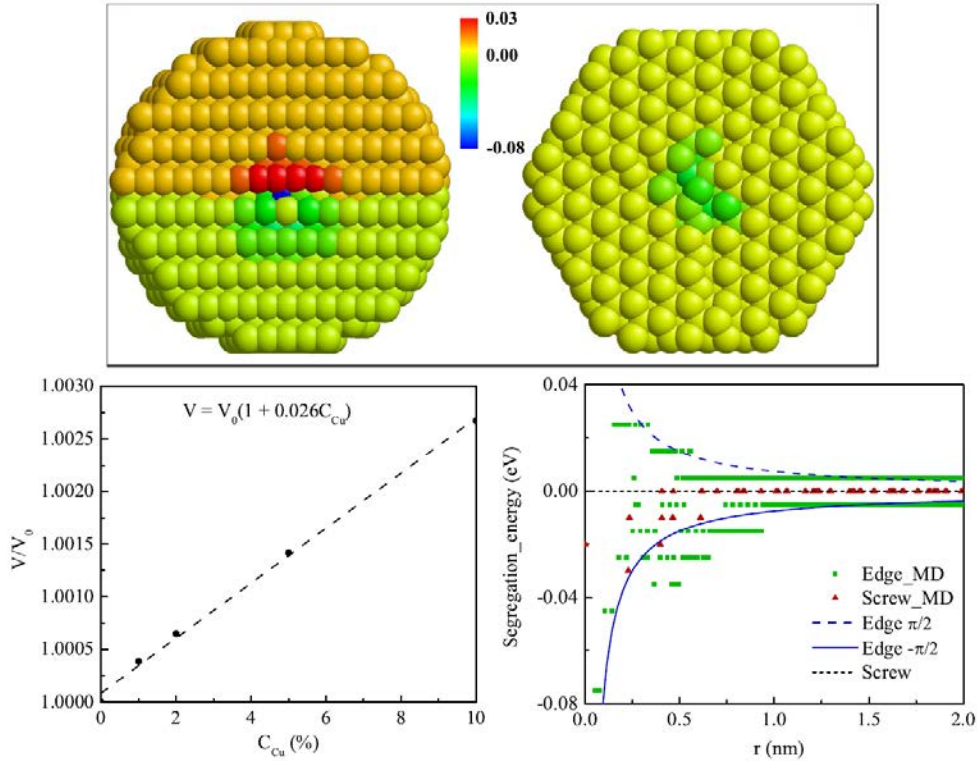 0.03
0.00
-0.08
1.0030
1.0025
1.0020
1.0015
1.0010
1.0005
1.0000
V/V₀
V = V₀(1 + 0.026C_Cu)
0 2 4 6 8 10
C_Cu (%)
0.04
0.00
-0.04
-0.08
Segregation_energy (eV)
Edge_MD
Screw_MD
Edge π/2
Edge -π/2
Screw
0.0 0.5 1.0 1.5 2.0
r (nm)